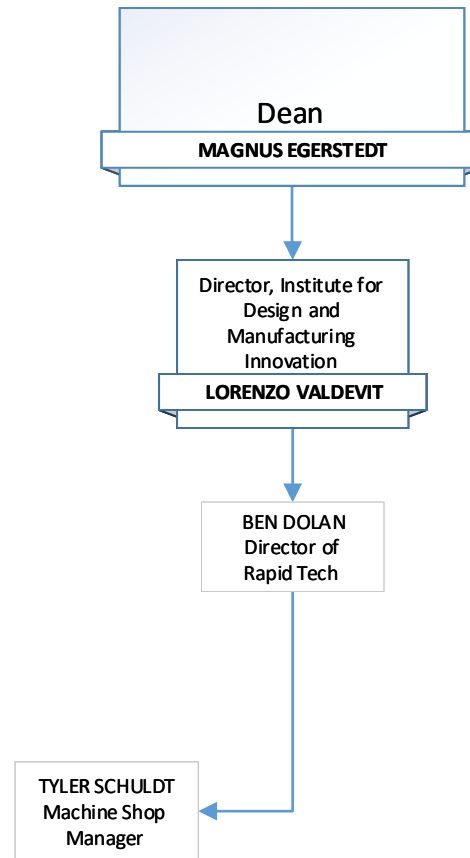 Dean
MAGNUS EGERSTEDT
Director, Institute for
Design and
Manufacturing
Innovation
LORENZO VALDEVIT
BEN DOLAN
Director of
Rapid Tech
TYLER SCHULDT
Machine Shop
Manager